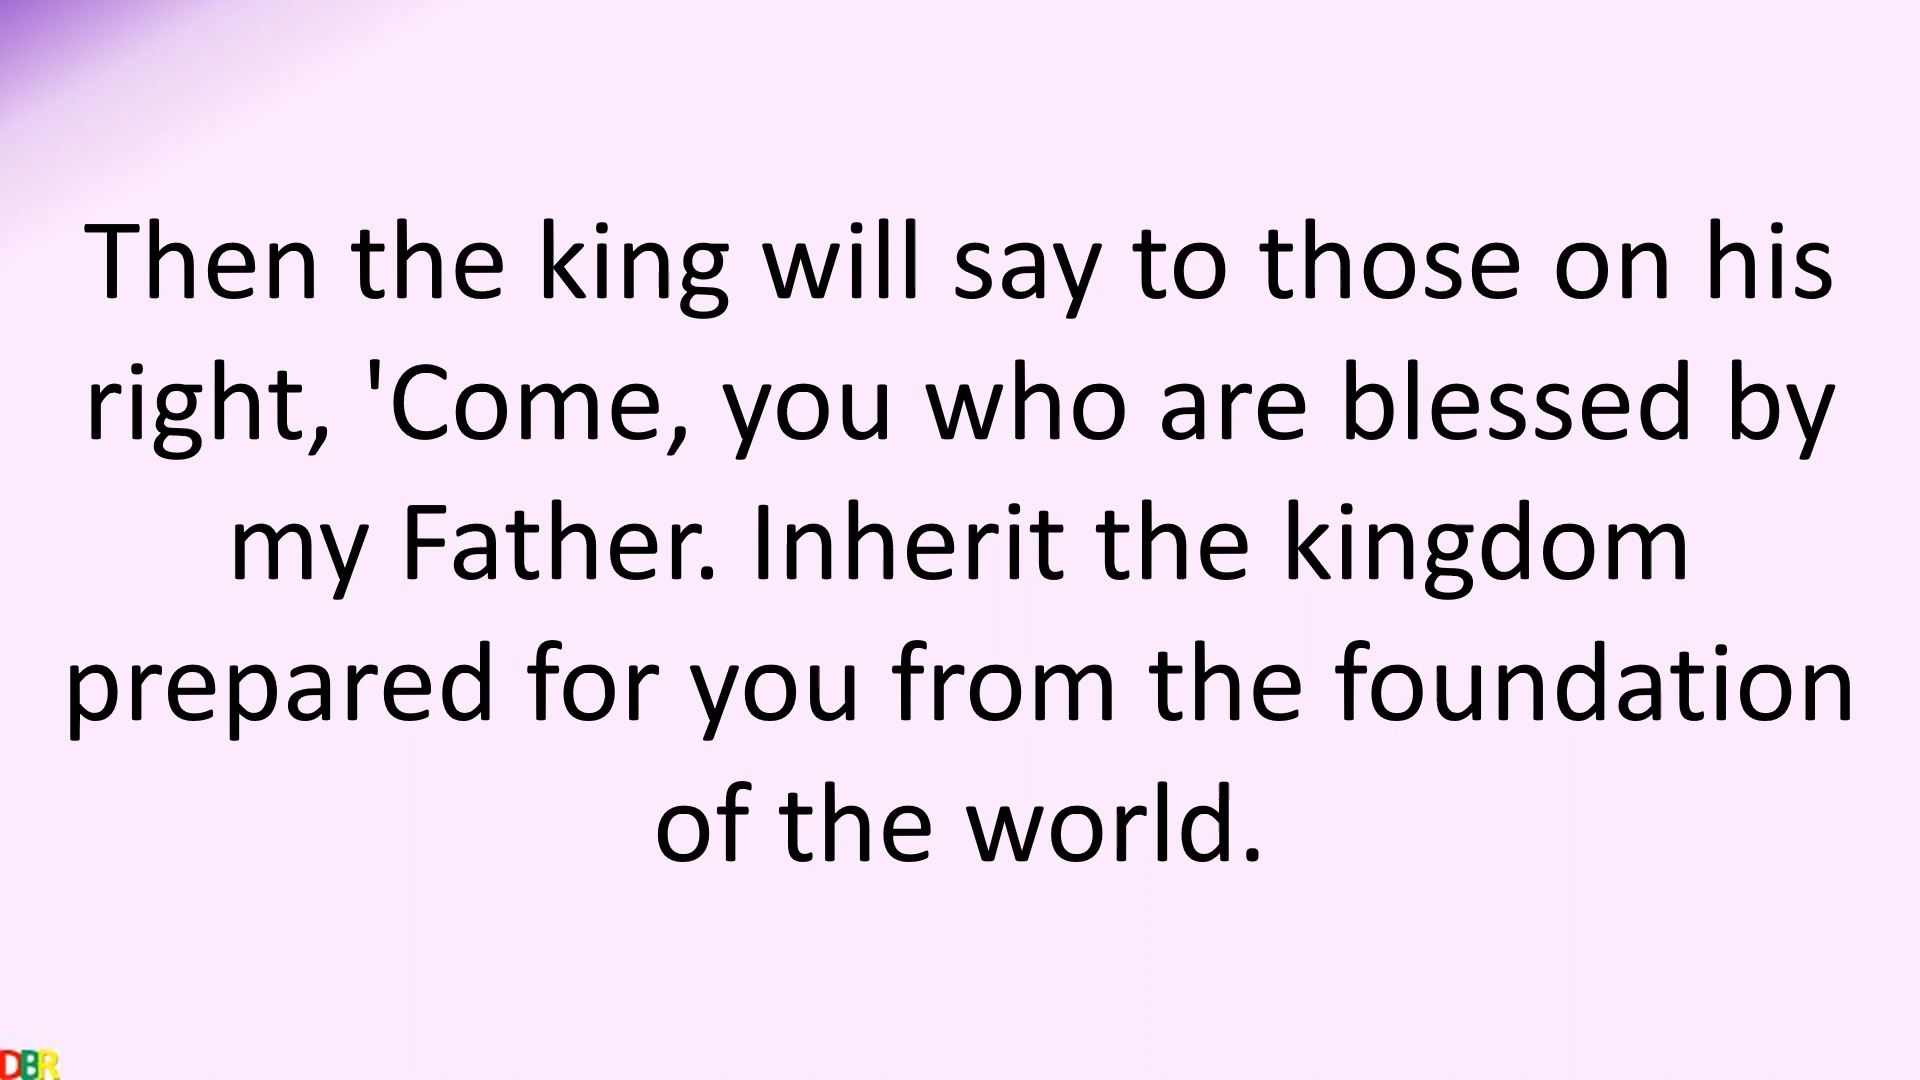 Then the king will say to those on his
right, 'Come, you who are blessed by
my Father. Inherit the kingdom
prepared for you from the foundation
of the world.
DBR